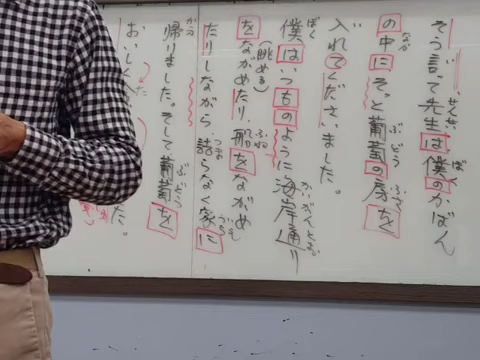 そう言って先生は僕のかばん
の中にそっと葡萄の房を
入れてくださいました。
僕はいつものように海岸通り
をながめたり、船をながめ
たりしながら詰らなく家に
帰りました。そして葡萄を
おいしく
た。